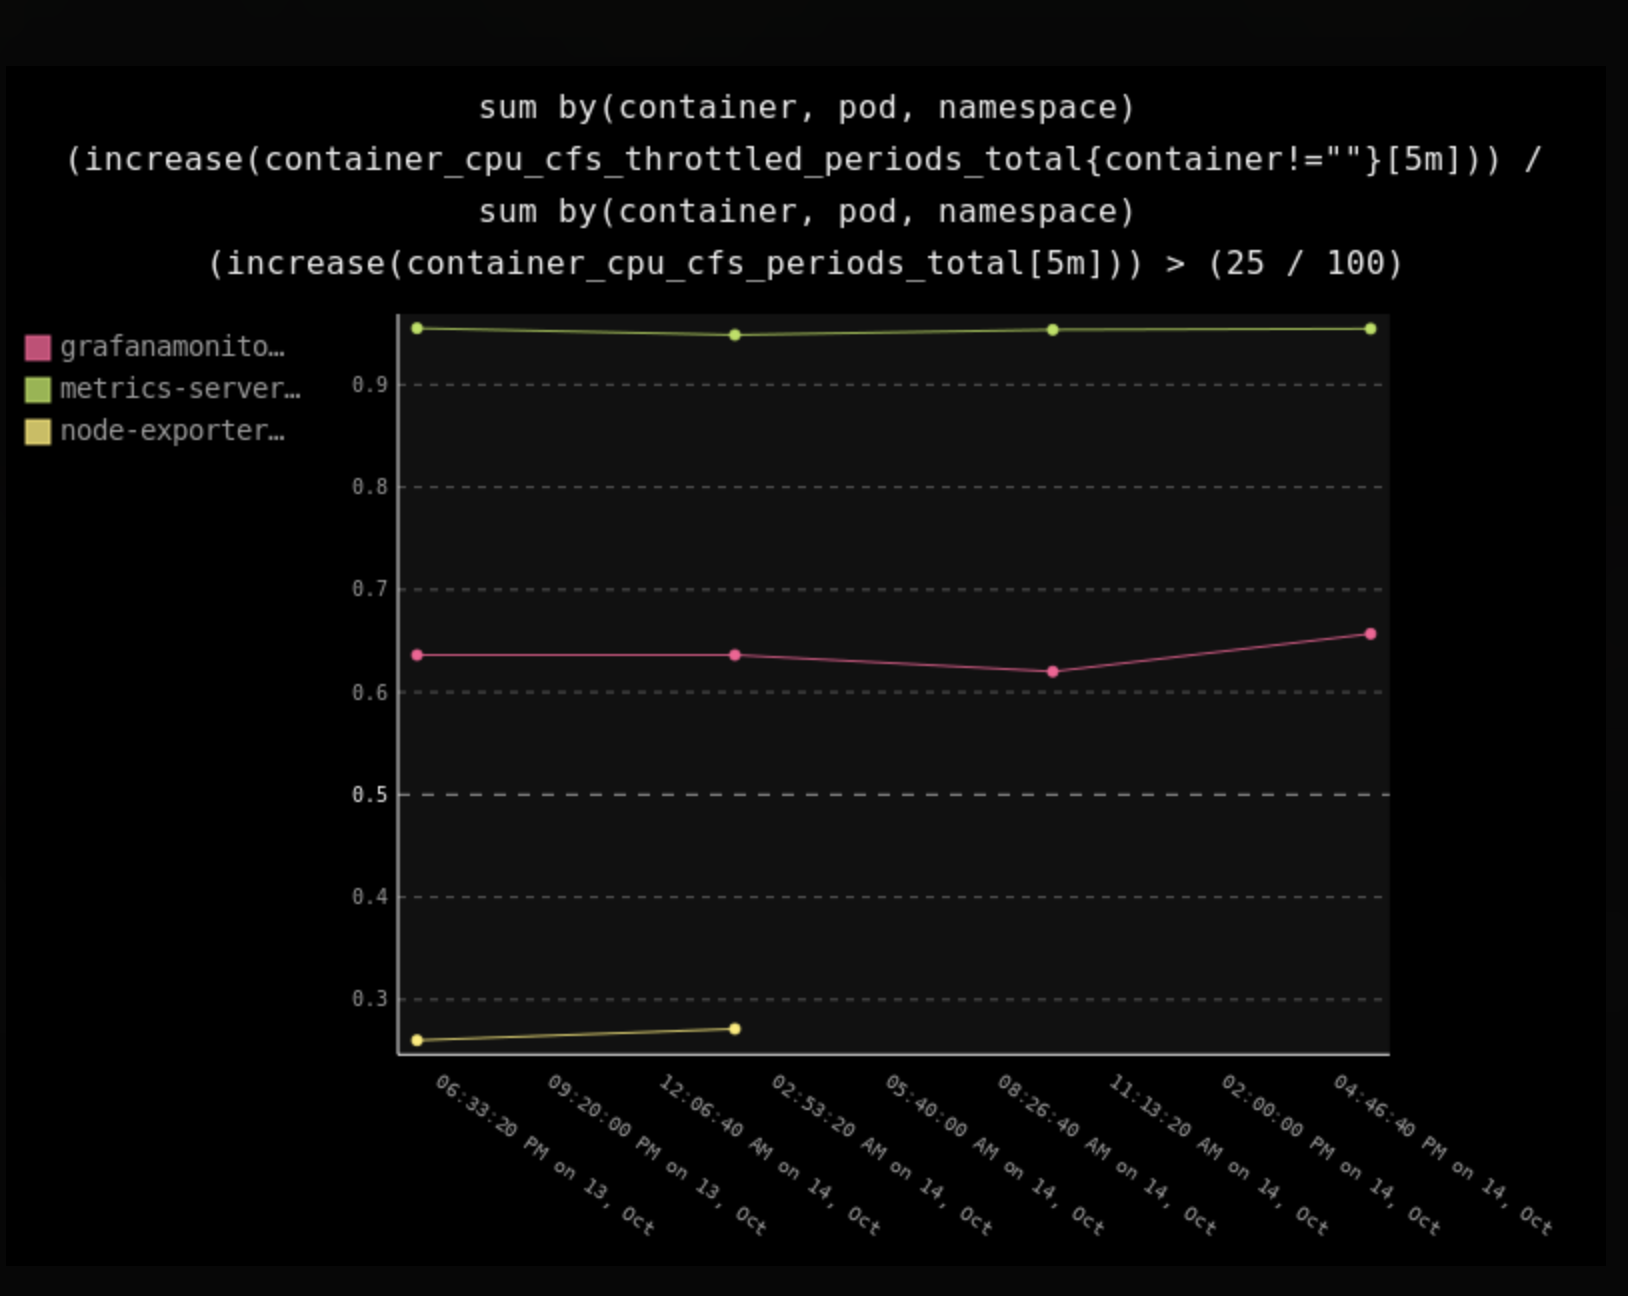 sum by(container, pod, namespace)
(increase(container_cpu_cfs_throttled_periods_total{container!=""}[5m])) /
sum by(container, pod, namespace)
(increase(container_cpu_cfs_periods_total[5m])) > (25 / 100)
grafanamonito…
metrics-server…
node-exporter…
0.9
0.8
0.7
0.6
0.5
0.4
0.3
06:33:20 PM on 13, Oct
09:20:00 PM on 13, Oct
12:06:40 AM on 14, Oct
02:53:20 AM on 14, Oct
05:40:00 AM on 14, Oct
08:26:40 AM on 14, Oct
11:13:20 AM on 14, Oct
02:00:00 PM on 14, Oct
04:46:40 PM on 14, Oct